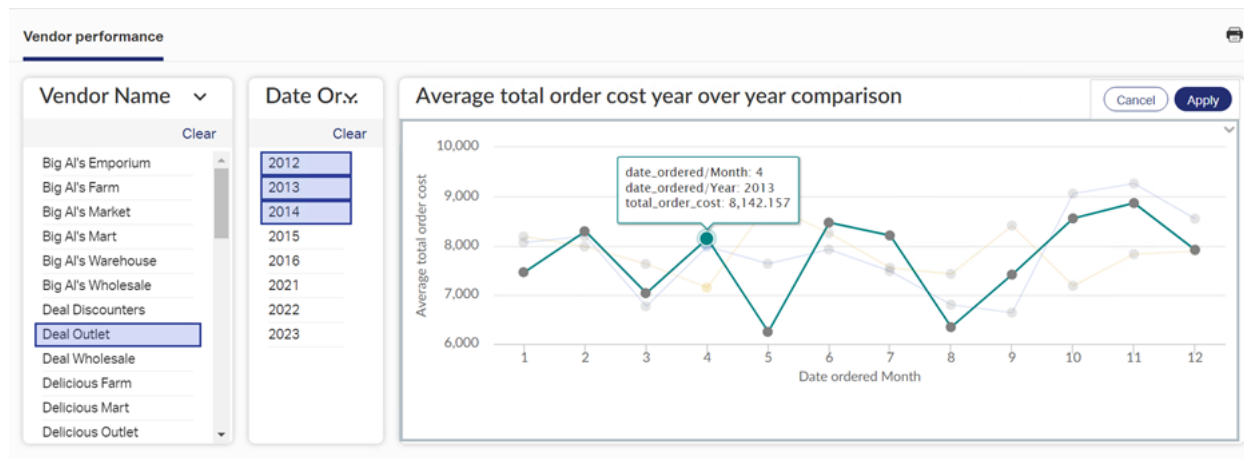 Vendor performance
Vendor Name
Clear
Big Al's Emporium
Big Al's Farm
Big Al's Market
Big Al's Mart
Big Al's Warehouse
Big Al's Wholesale
Deal Discounters
Deal Outlet
Deal Wholesale
Delicious Farm
Delicious Mart
Delicious Outlet
Date Or...
Clear
2012
2013
2014
2015
2016
2021
2022
2023
Average total order cost year over year comparison
Cancel
Apply
Average total order cost
10,000
9,000
8,000
7,000
6,000
date_ordered/Month: 4
date_ordered/Year: 2013
total_order_cost: 8,142.157
1 2 3 4 5 6 7 8 9 10 11 12
Date ordered Month